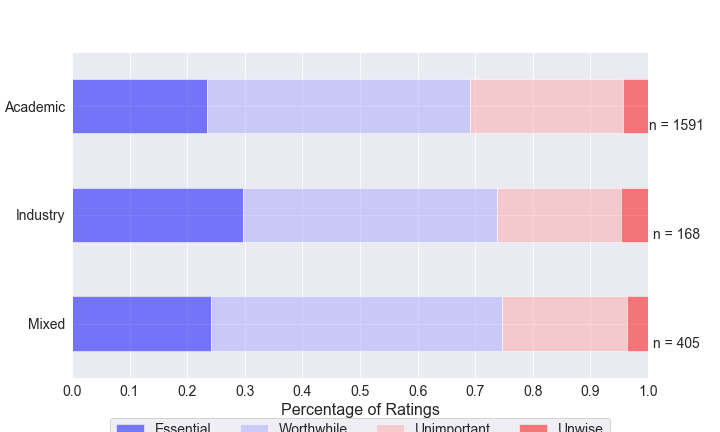 Academic
n = 1591
Industry
n = 168
Mixed
n = 405
0.0 0.1 0.2 0.3 0.4 0.5 0.6 0.7 0.8 0.9 1.0
Percentage of Ratings
Essential Worthwhile Unimportant Unwise